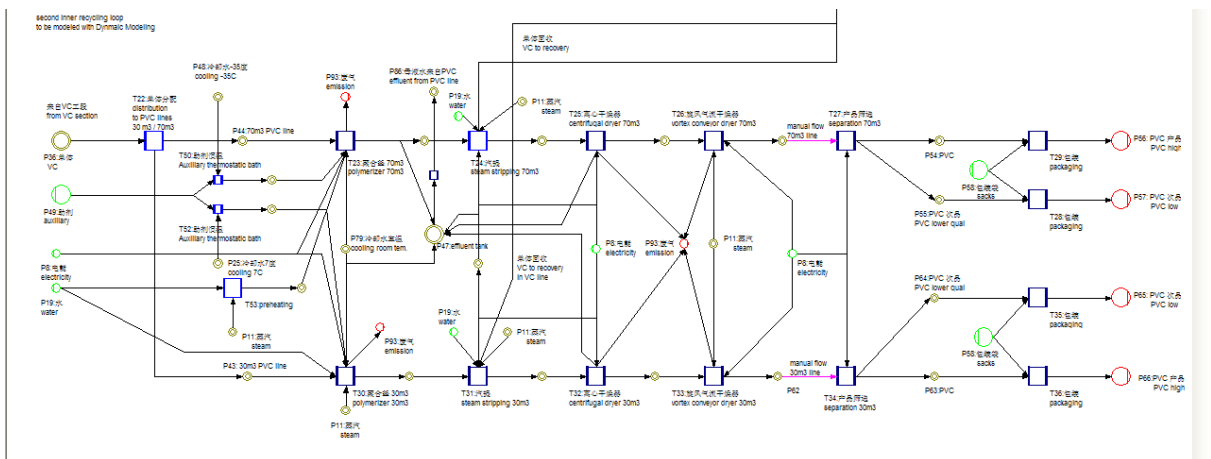 second inner recycling loop
to be modeled with Dynmaic Modeling
单体回收
VC to recovery
P48:冷却水-35度
cooling -35C
P93:废气
emission
P86:母液水来自PVC
effluent from PVC line
P19:水
water
P11:蒸汽
steam
来自VC工段
from VC section
T22:单体分配
distribution
to PVC lines
30 m3 / 70m3
T25:离心干燥器
centrifugal dryer 70m3
T26:旋风气流干燥器
vortex conveyor dryer 70m3
T27:产品筛选
separation 70m3
manual flow
70m3 line
P44:70m3 PVC line
P36:单体
VC
T50:助剂恒温
Auxiliary thermostatic bath
T23:聚合釜 70m3
polymerizer 70m3
T24:汽提
steam stripping 70m3
P54:PVC
T29:包装
packaging
P56: PVC 产品
PVC high
P58:包装袋
sacks
P49:助剂
auxiliary
T52:助剂恒温
Auxiliary thermostatic bath
P55:PVC 次品
PVC lower qual
T28:包装
packaging
P57: PVC 次品
PVC low
P79:冷却水室温
cooling room tem.
P47:effluent tank
P8:电能
electricity
P93:废气
emission
P11:蒸汽
steam
P8:电能
electricity
P8:电能
electricity
P25:冷却水7度
cooling 7C
单体回收
VC to recovery
in VC line
P64:PVC 次品
PVC lower qual
P19:水
water
T53:preheating
P11:蒸汽
steam
P93:废气
emission
P19:水
water
P11:蒸汽
steam
T35:包装
packaging
P65: PVC 次品
PVC low
P58:包装袋
sacks
P43: 30m3 PVC line
manual flow
30m3 line
P62
T30:聚合釜 30m3
polymerizer 30m3
T31:汽提
steam stripping 30m3
T32:离心干燥器
centrifugal dryer 30m3
T33:旋风气流干燥器
vortex conveyor dryer 30m3
T34:产品筛选
separation 30m3
P63:PVC
T36:包装
packaging
P66:PVC 产品
PVC high
P11:蒸汽
steam